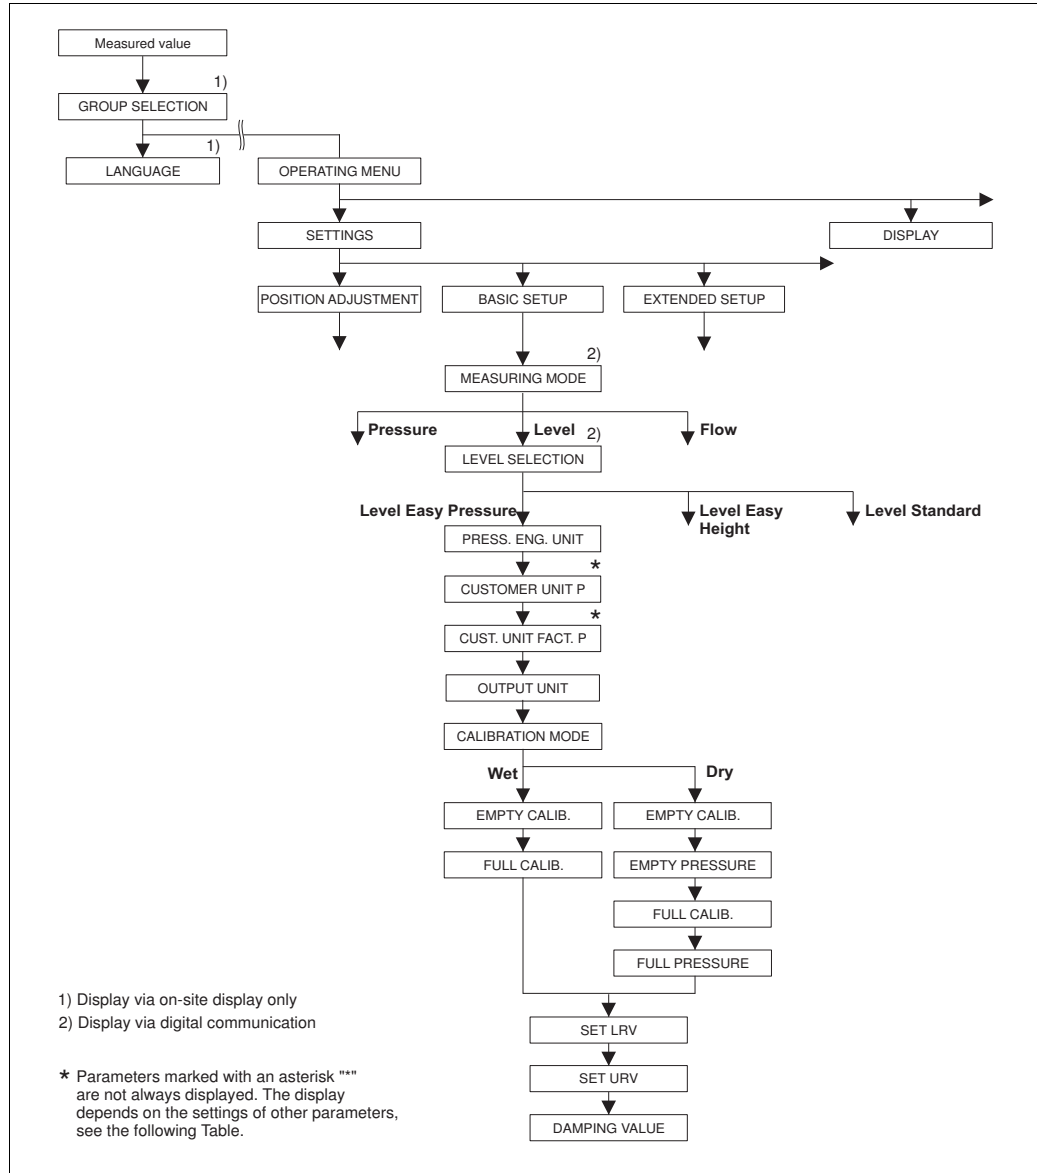 Measured value
1)
GROUP SELECTION
1)
LANGUAGE
OPERATING MENU
SETTINGS
DISPLAY
POSITION ADJUSTMENT
BASIC SETUP
EXTENDED SETUP
2)
MEASURING MODE
Pressure
Level
Flow
2)
LEVEL SELECTION
Level Easy Pressure
Level Easy
Height
Level Standard
PRESS. ENG. UNIT
*
CUSTOMER UNIT P
*
CUST. UNIT FACT. P
OUTPUT UNIT
CALIBRATION MODE
Wet
Dry
EMPTY CALIB.
EMPTY CALIB.
FULL CALIB.
EMPTY PRESSURE
FULL CALIB.
FULL PRESSURE
SET LRV
SET URV
DAMPING VALUE
1) Display via on-site display only
2) Display via digital communication
* Parameters marked with an asterisk "*"
are not always displayed. The display
depends on the settings of other parameters,
see the following Table.